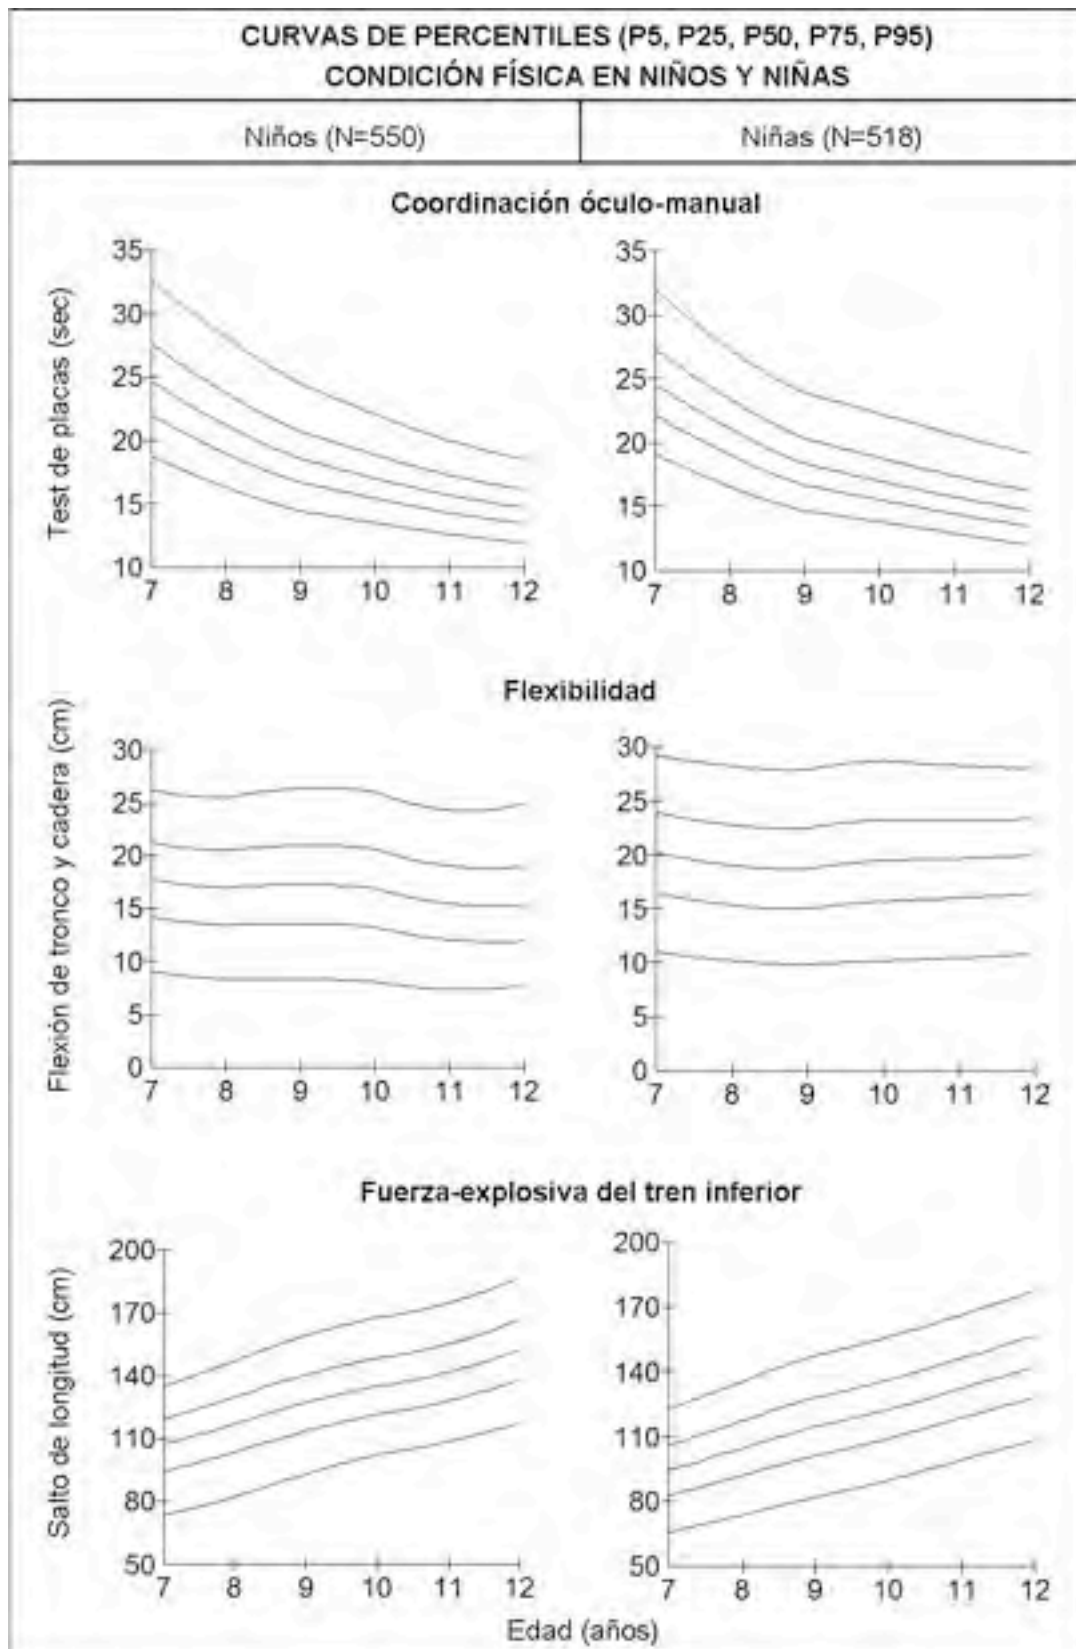 CURVAS DE PERCENTILES (P5, P25, P50, P75, P95)
CONDICIÓN FÍSICA EN NIÑOS Y NIÑAS
Niños (N=550)
Niñas (N=518)
Coordinación óculo-manual
Test de placas (sec)
35
30
25
20
15
10
7 8 9 10 11 12
35
30
25
20
15
10
7 8 9 10 11 12
Flexibilidad
Flexión de tronco y cadera (cm)
30
25
20
15
10
5
0
7 8 9 10 11 12
30
25
20
15
10
5
0
7 8 9 10 11 12
Fuerza-explosiva del tren inferior
Salto de longitud (cm)
200
170
140
110
80
50
7 8 9 10 11 12
200
170
140
110
80
50
7 8 9 10 11 12
Edad (años)